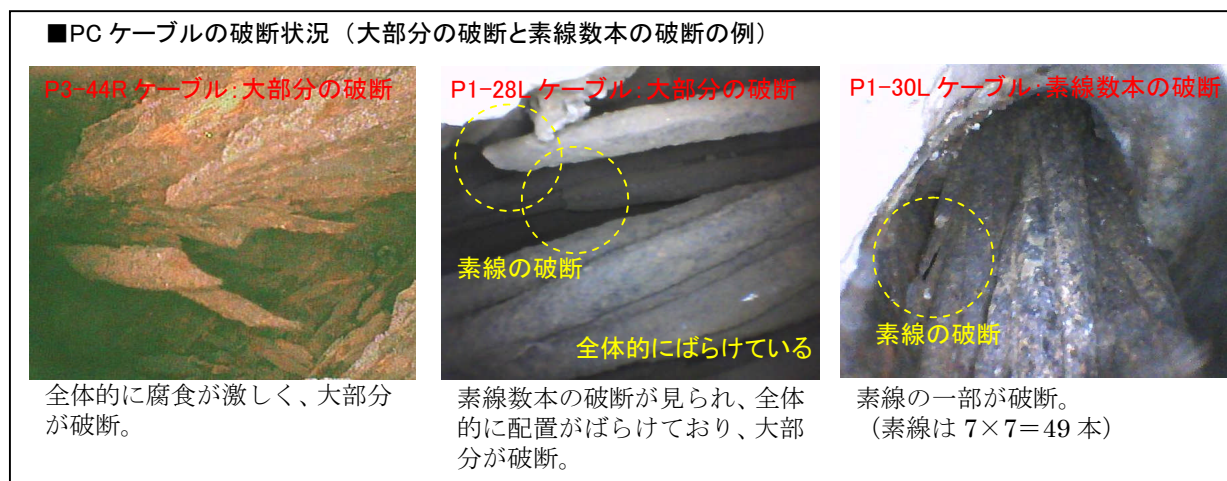 ■PC ケーブルの破断状況（大部分の破断と素線数本の破断の例）
P3-44R ケーブル：大部分の破断
P1-28L ケーブル：大部分の破断
P1-30L ケーブル：素線数本の破断
素線の破断
全体的にばらけている
素線の破断
全体的に腐食が激しく、大部分
が破断。
素線数本の破断が見られ、全体
的に配置がばらけており、大部
分が破断。
素線の一部が破断。
（素線は 7×7＝49 本）